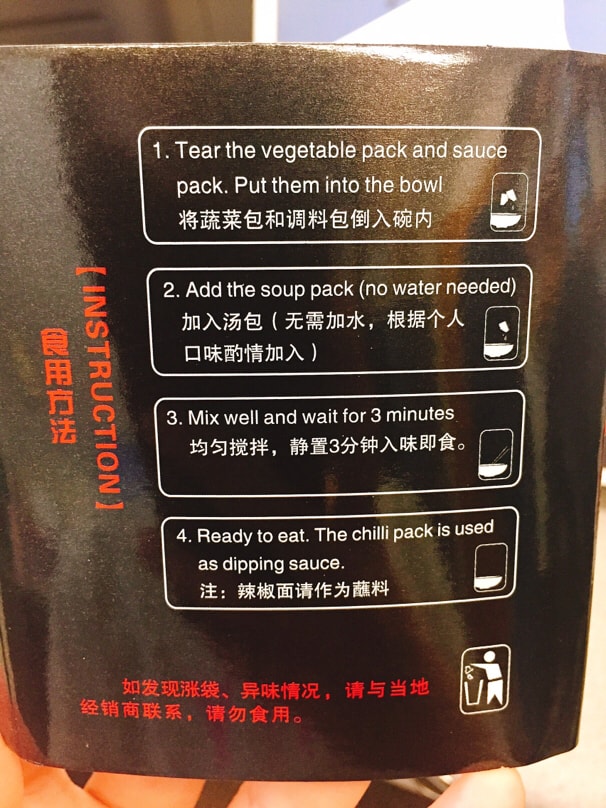 【INSTRUCTION】
食用方法
1. Tear the vegetable pack and sauce
pack. Put them into the bowl
将蔬菜包和调料包倒入碗内
2. Add the soup pack (no water needed)
加入汤包（无需加水，根据个人
口味酌情加入）
3. Mix well and wait for 3 minutes
均匀搅拌，静置3分钟入味即食。
4. Ready to eat. The chilli pack is used
as dipping sauce.
注：辣椒面请作为蘸料
如发现涨袋、异味情况，请与当地
经销商联系，请勿食用。